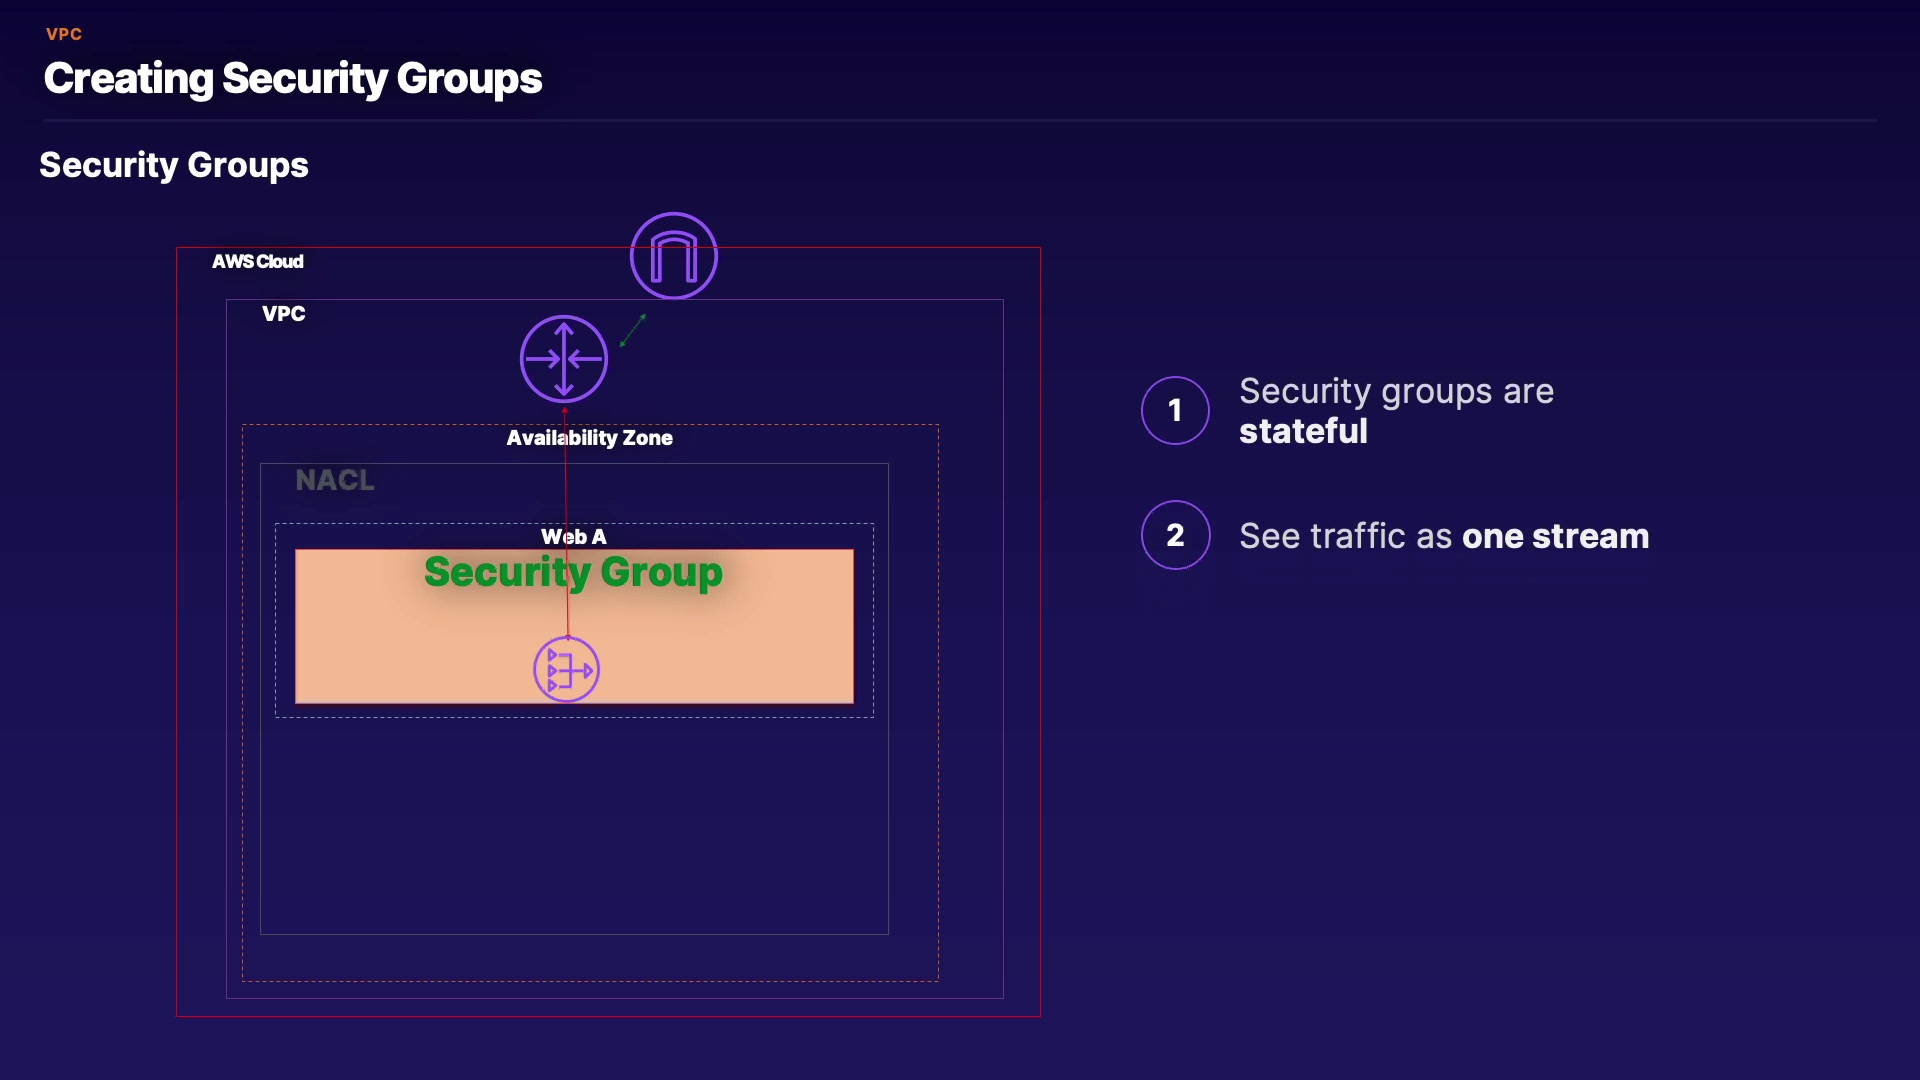 VPC
Creating Security Groups
Security Groups
AWS Cloud
VPC
Availability Zone
NACL
Web A
Security Group
1
Security groups are
stateful
2
See traffic as one stream